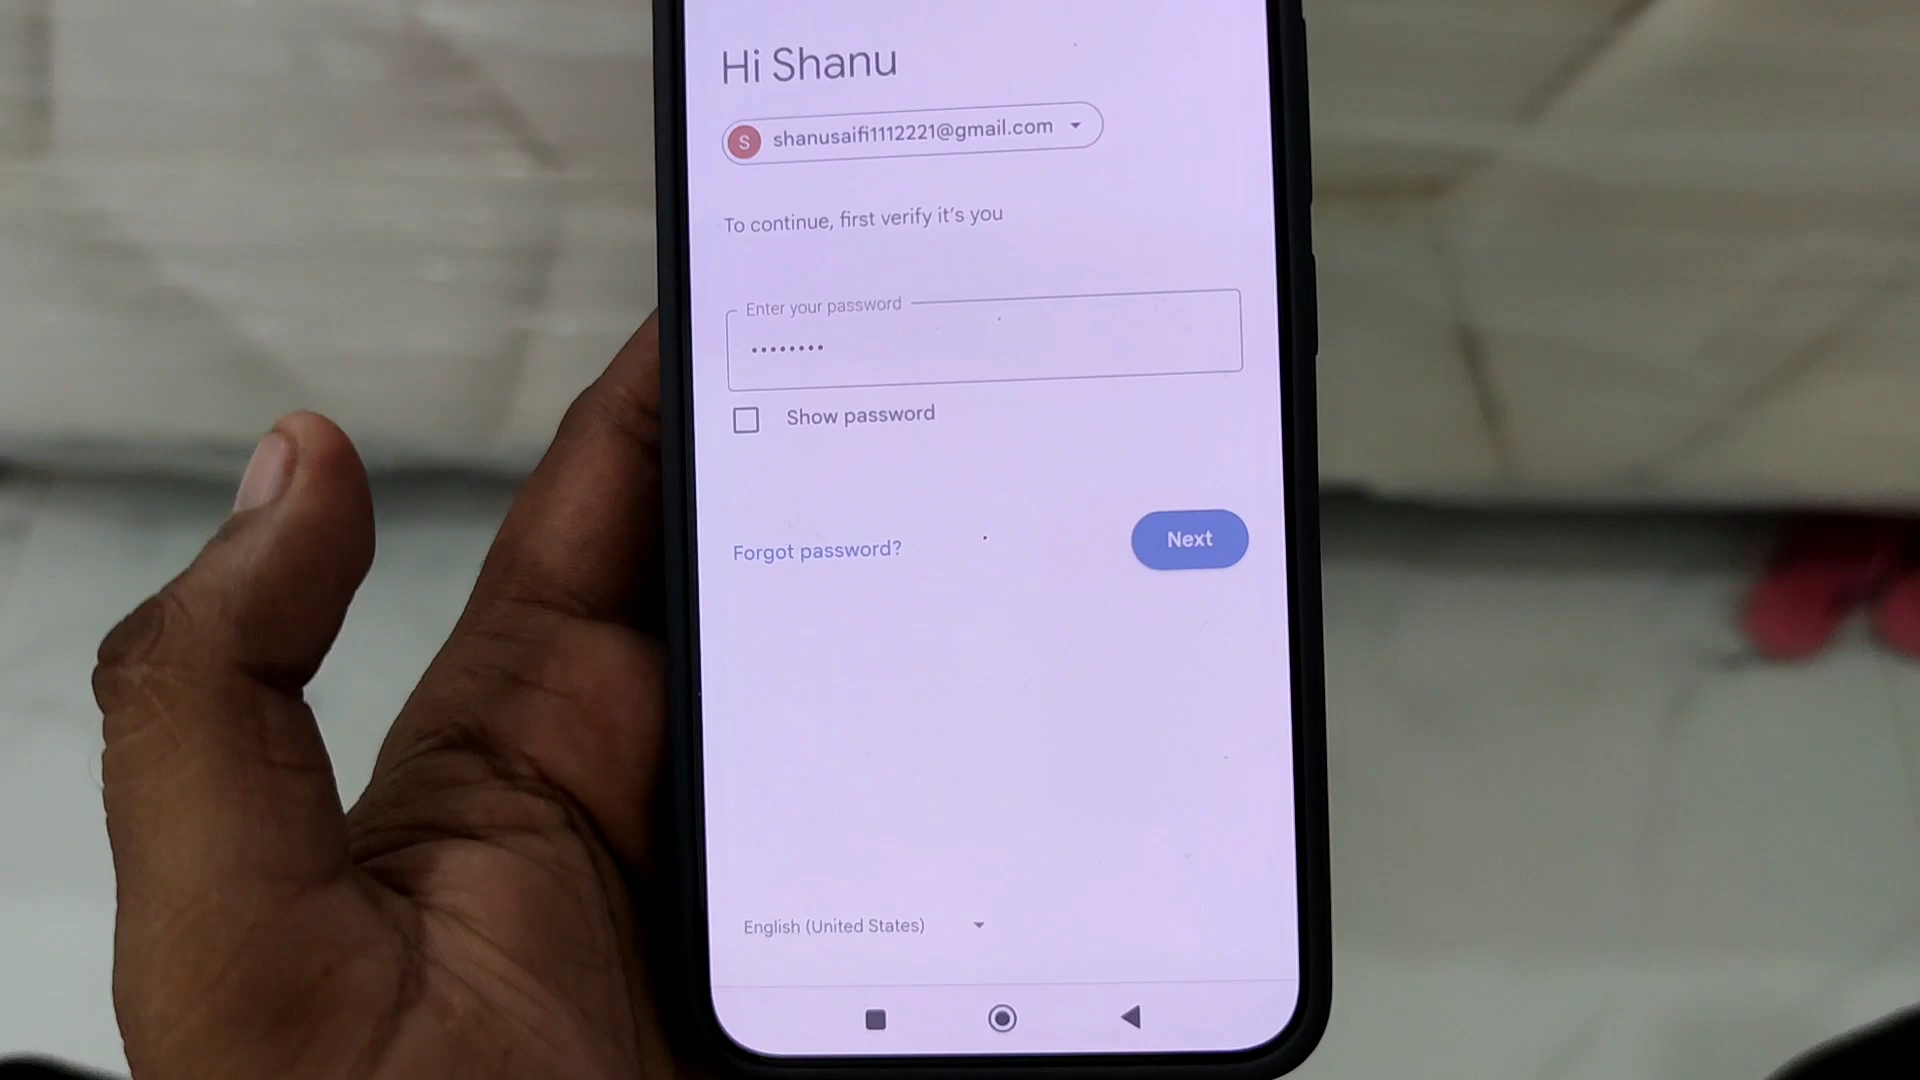 Hi Shanu
S shanusaifi1112221@gmail.com
To continue, first verify it's you
Enter your password
••••••••
Show password
Forgot password?
Next
English (United States)